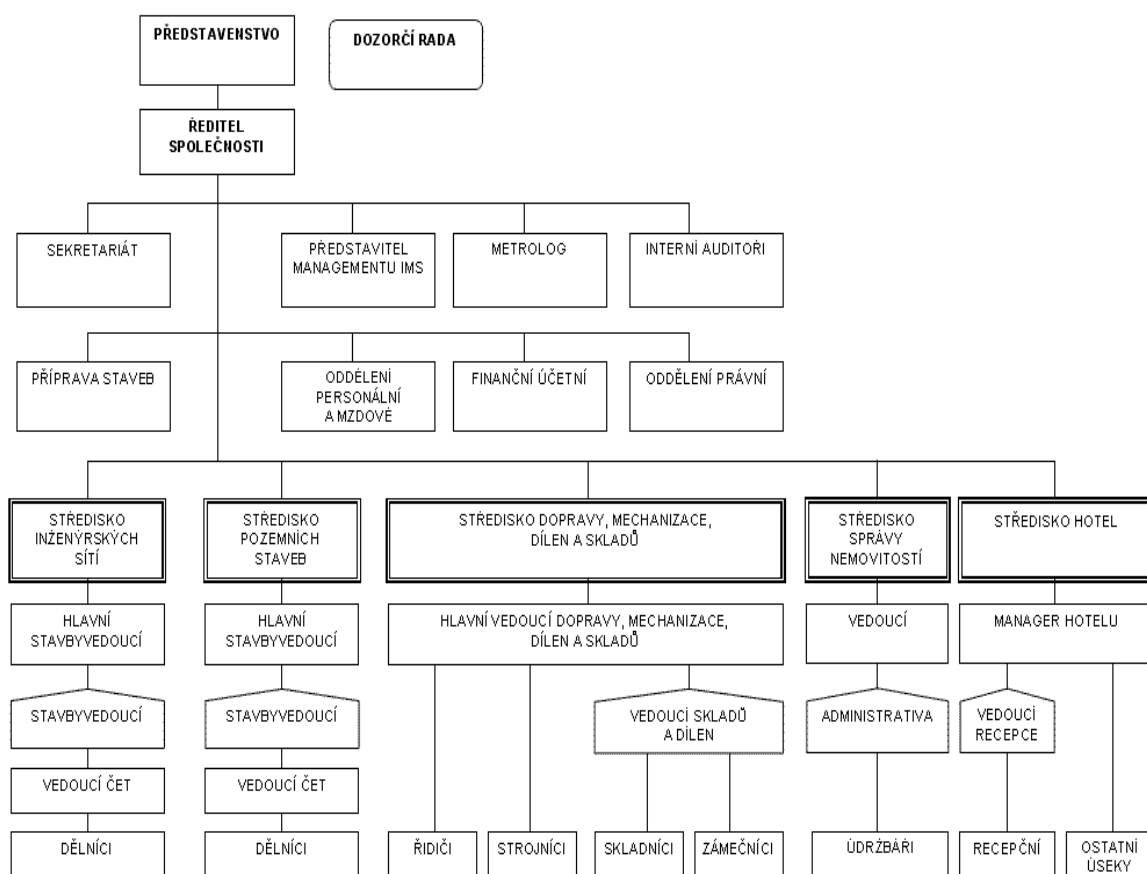 PŘEDSTAVENSTVO
DOZORČÍ RADA
ŘEDITEL
SPOLEČNOSTI
SEKRETARIÁT
PŘEDSTAVITEL
MANAGEMENTU IMS
METROLOG
INTERNÍ AUDITOŘI
PŘÍPRAVA STAVEB
ODDĚLENÍ
PERSONÁLNÍ
A MZDOVÉ
FINANČNÍ ÚČETNÍ
ODDĚLENÍ PRÁVNÍ
STŘEDISKO
INŽENÝRSKÝCH
SÍTÍ
STŘEDISKO
POZEMNÍCH
STAVEB
STŘEDISKO DOPRAVY, MECHANIZACE,
DÍLEN A SKLADŮ
STŘEDISKO
SPRÁVY
NEMOVITOSTÍ
STŘEDISKO HOTEL
HLAVNÍ
STAVBYVEDOUCÍ
HLAVNÍ
STAVBYVEDOUCÍ
HLAVNÍ VEDOUCÍ DOPRAVY, MECHANIZACE,
DÍLEN A SKLADŮ
VEDOUCÍ
MANAGER HOTELU
STAVBYVEDOUCÍ
STAVBYVEDOUCÍ
VEDOUCÍ SKLADŮ
A DÍLEN
ADMINISTRATIVA
VEDOUCÍ
RECEPCE
VEDOUCÍ ČET
VEDOUCÍ ČET
DĚLNÍCI
DĚLNÍCI
ŘIDIČI
STROJNÍCI
SKLADNÍCI
ZÁMEČNÍCI
ÚDRŽBÁŘI
RECEPČNÍ
OSTATNÍ
ÚSEKY